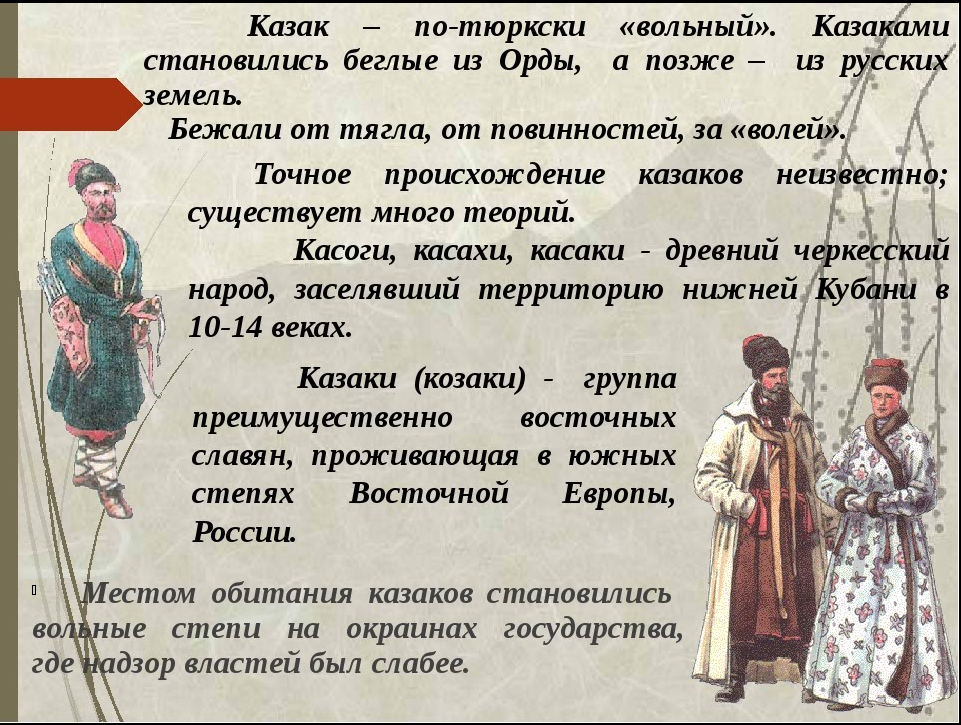 Казак – по-тюркски «вольный». Казаками
становились беглые из Орды, а позже – из русских
земель.
Бежали от тягла, от повинностей, за «волей».
Точное происхождение казаков неизвестно;
существует много теорий.
Касоги, касахи, касаки - древний черкесский
народ, заселявший территорию нижней Кубани в
10-14 веках.
Казаки (козаки) - группа
преимущественно восточных
славян, проживающая в южных
степях Восточной Европы,
России.
Местом обитания казаков становились
вольные степи на окраинах государства,
где надзор властей был слабее.